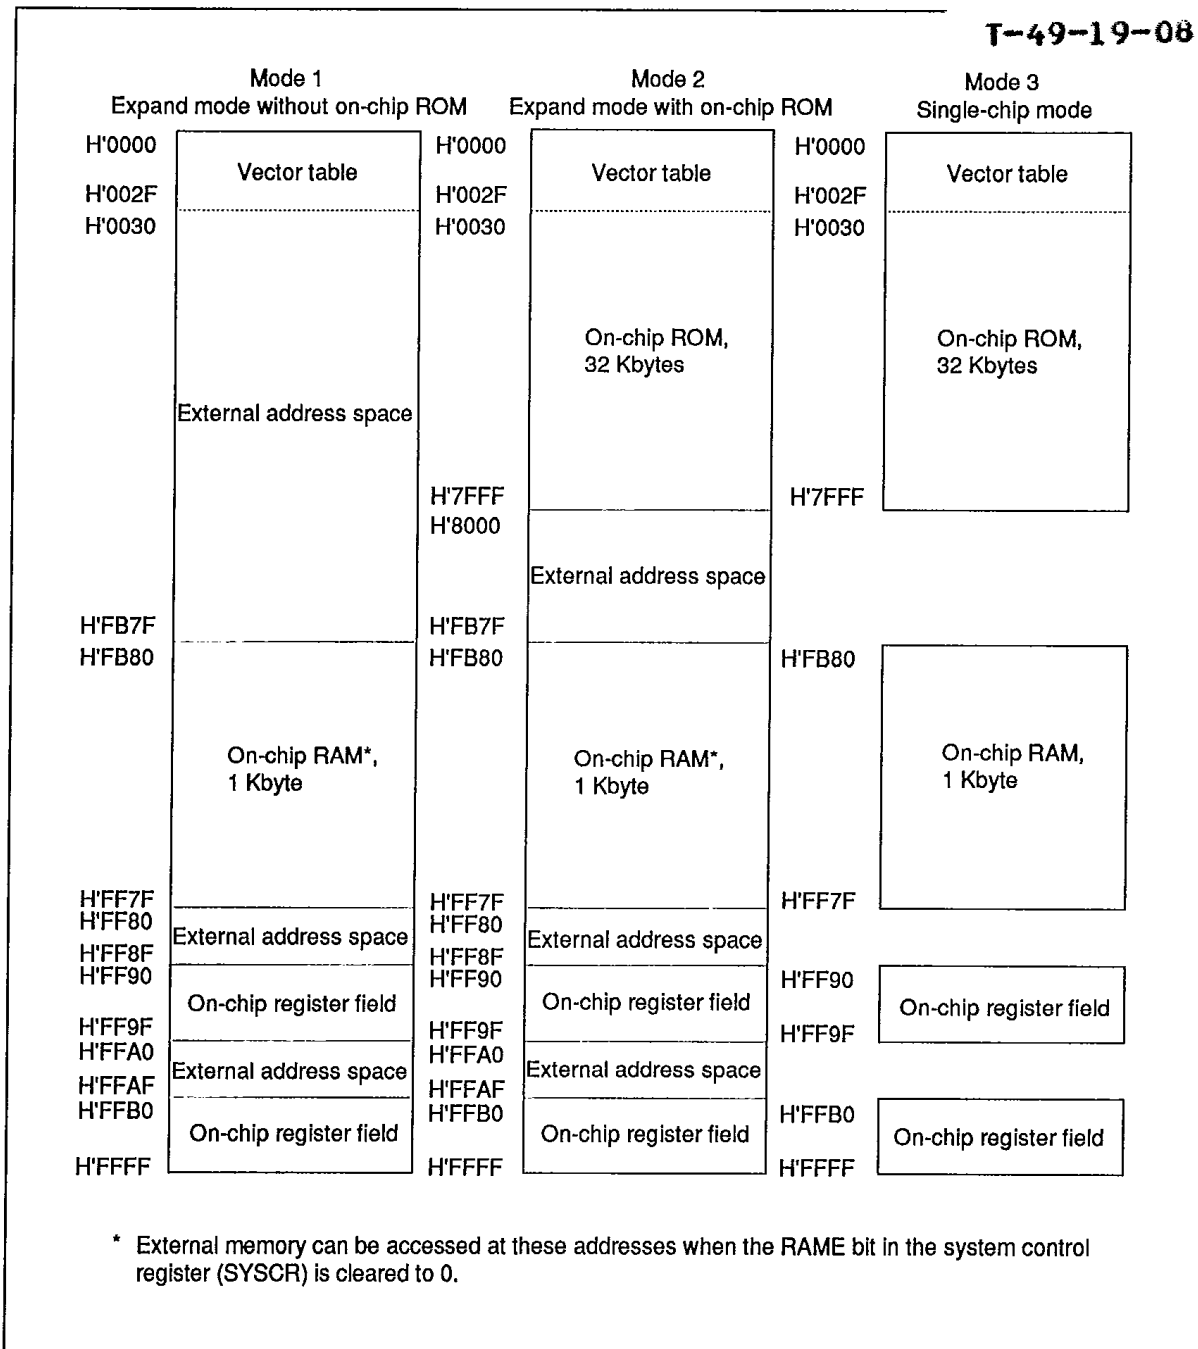 T-49-19-08
Mode 1
Expand mode without on-chip ROM
H'0000
Vector table
H'002F
H'0030
External address space
H'FB7F
H'FB80
On-chip RAM*,
1 Kbyte
H'FF7F
H'FF80
External address space
H'FF8F
H'FF90
On-chip register field
H'FF9F
H'FFA0
External address space
H'FFAF
H'FFB0
On-chip register field
H'FFFF
Mode 2
Expand mode with on-chip ROM
H'0000
Vector table
H'002F
H'0030
On-chip ROM,
32 Kbytes
H'7FFF
H'8000
External address space
H'FB7F
H'FB80
On-chip RAM*,
1 Kbyte
H'FF7F
H'FF80
External address space
H'FF8F
H'FF90
On-chip register field
H'FF9F
H'FFA0
External address space
H'FFAF
H'FFB0
On-chip register field
H'FFFF
Mode 3
Single-chip mode
H'0000
Vector table
H'002F
H'0030
On-chip ROM,
32 Kbytes
H'7FFF
H'FB80
On-chip RAM,
1 Kbyte
H'FF7F
H'FF90
On-chip register field
H'FF9F
H'FFB0
On-chip register field
H'FFFF
* External memory can be accessed at these addresses when the RAME bit in the system control
register (SYSCR) is cleared to 0.